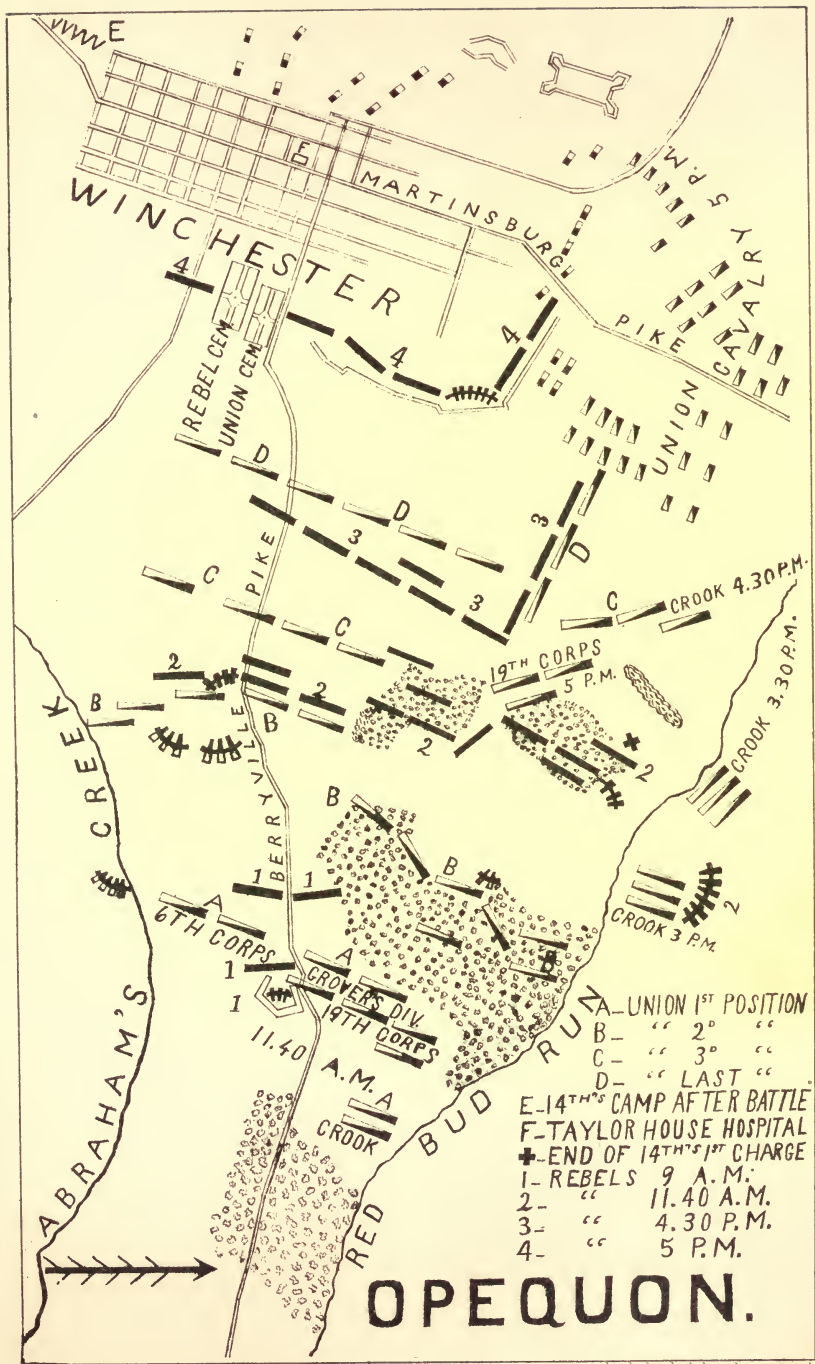 E
F
WINCHESTER
MARTINSBURG
PIKE
UNION CAVALRY 5 P.M.
4
REBEL CEM
UNION CEM
4
4
D
D
3
3
3
D
C
C
C
CROOK 4.30 P.M.
BERRYVILLE PIKE
19TH CORPS
5 P.M.
2
B
B
2
2
2
CROOK 3.30 P.M.
B
B
B
1
1
A
6TH CORPS
CROOK 3 P.M.
2
1
1
A
GROVER'S DIV.
19TH CORPS
11.40
A.M.
A
CROOK
ABRAHAM'S CREEK
RED BUD RUN
A–UNION 1ST POSITION
B– “ 2D “
C– “ 3D “
D– “ LAST “
E–14TH'S CAMP AFTER BATTLE
F–TAYLOR HOUSE HOSPITAL
✚–END OF 14TH'S 1ST CHARGE
1– REBELS 9 A.M.
2– “ 11.40 A.M.
3– “ 4.30 P.M.
4– “ 5 P.M.
OPEQUON.